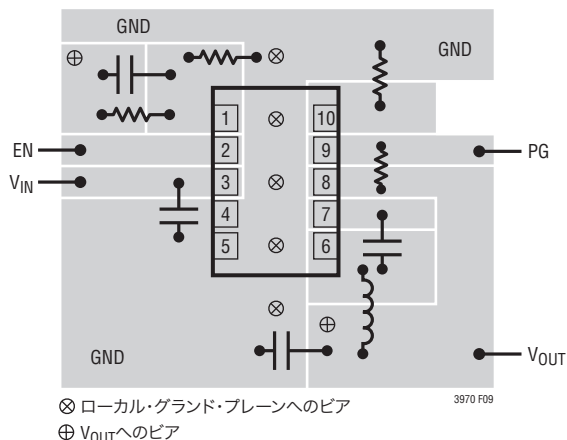 GND
GND
1
10
EN
2
9
PG
VIN
3
8
4
7
5
6
GND
VOUT
3970 F09
⊗ ローカル・グランド・プレーンへのビア
⊕ VOUTへのビア